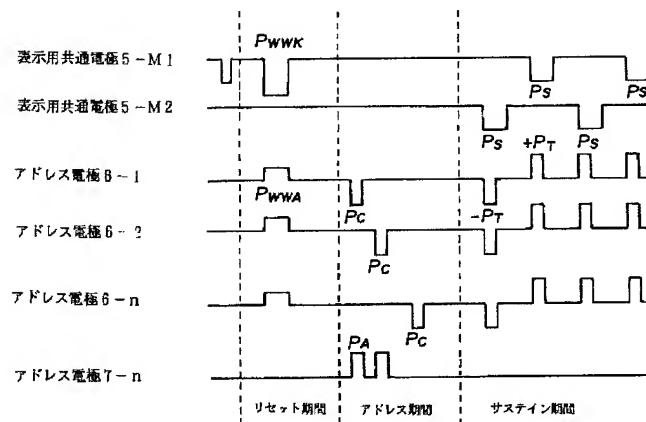 PWWK
表示用共通電極5-M1
PS PS
表示用共通電極5-M2
PS +PT PS
アドレス電極6-1
PWWA PC -PT
アドレス電極6-2
PC
アドレス電極6-n
PA PC
アドレス電極7-n
リセット期間 アドレス期間 サステイン期間